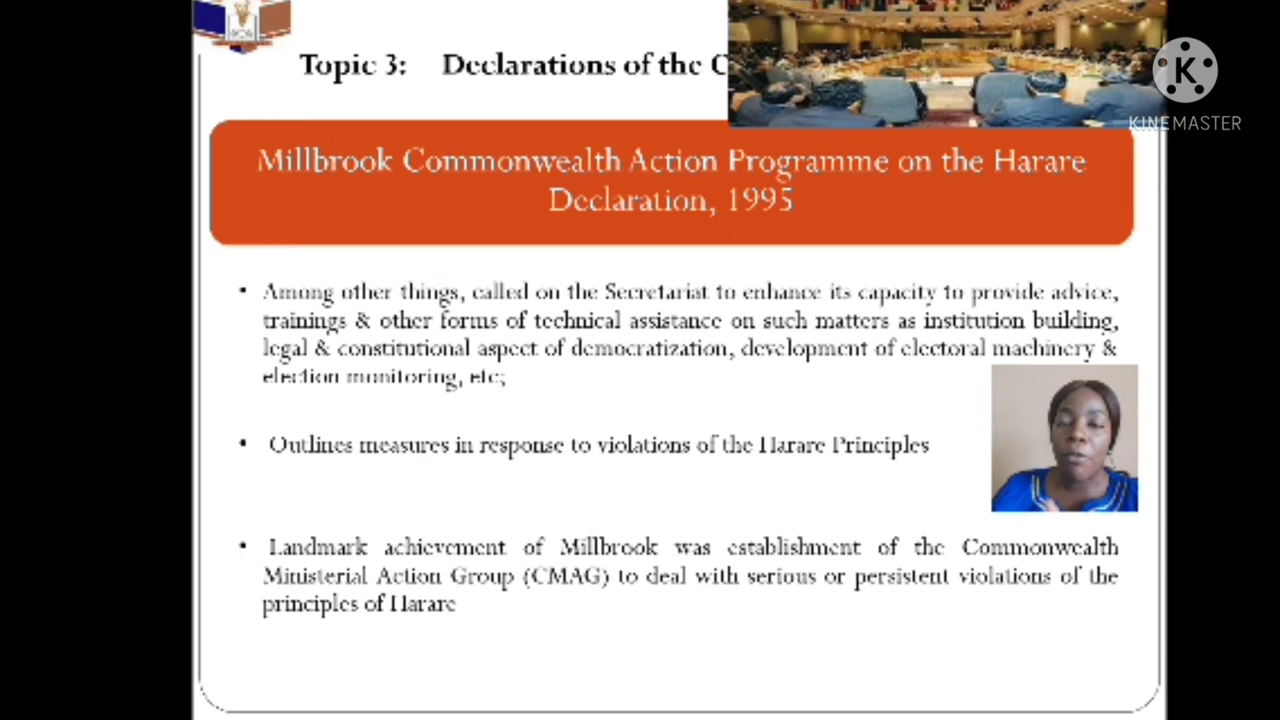 Topic 3: Declarations of the C
KINEMASTER
Millbrook Commonwealth Action Programme on the Harare
Declaration, 1995
• Among other things, called on the Secretariat to enhance its capacity to provide advice,
trainings & other forms of technical assistance on such matters as institution building,
legal & constitutional aspect of democratization, development of electoral machinery &
election monitoring, etc;
• Outlines measures in response to violations of the Harare Principles
• Landmark achievement of Millbrook was establishment of the Commonwealth
Ministerial Action Group (CMAG) to deal with serious or persistent violations of the
principles of Harare